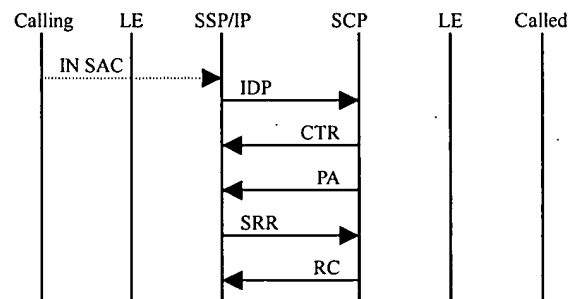 Calling LE SSP/IP SCP LE Called
IN SAC
IDP
CTR
PA
SRR
RC